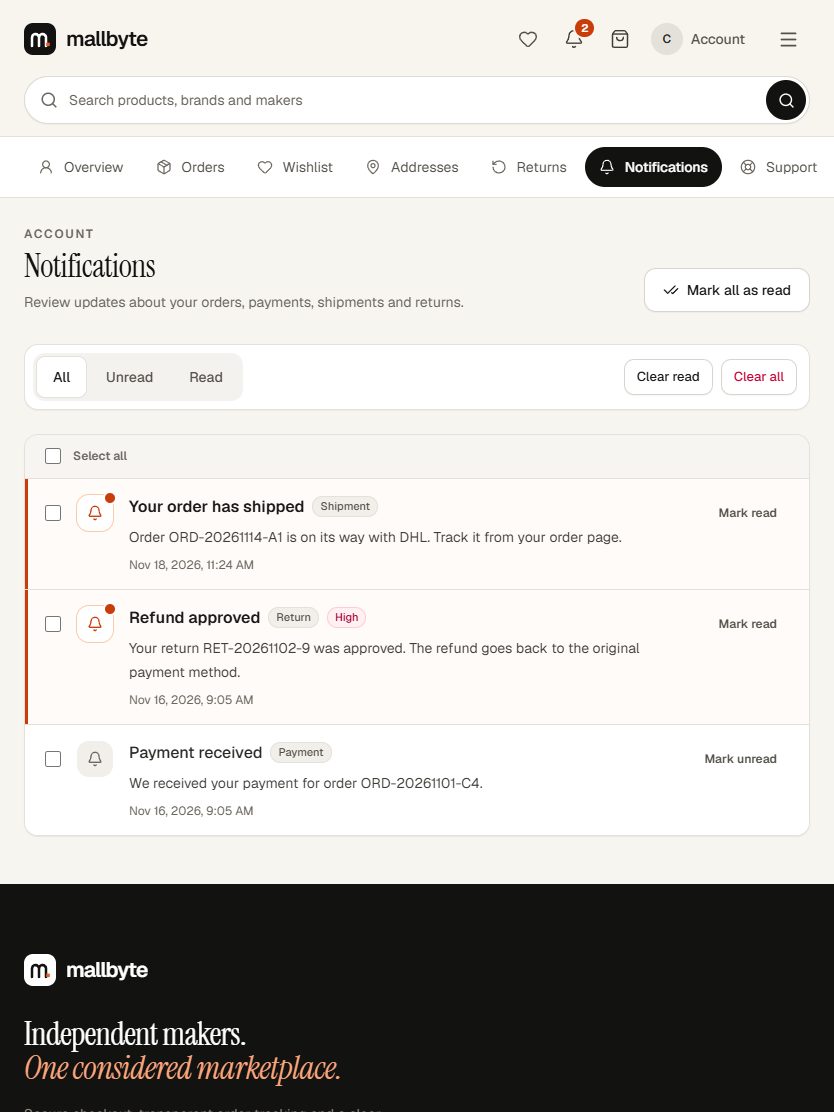 m.
mallbyte
2
C
Account
Search products, brands and makers
Overview
Orders
Wishlist
Addresses
Returns
Notifications
Support
ACCOUNT
Notifications
Review updates about your orders, payments, shipments and returns.
Mark all as read
All
Unread
Read
Clear read
Clear all
Select all
Your order has shipped
Shipment
Mark read
Order ORD-20261114-A1 is on its way with DHL. Track it from your order page.
Nov 18, 2026, 11:24 AM
Refund approved
Return
High
Mark read
Your return RET-20261102-9 was approved. The refund goes back to the original
payment method.
Nov 16, 2026, 9:05 AM
Payment received
Payment
Mark unread
We received your payment for order ORD-20261101-C4.
Nov 16, 2026, 9:05 AM
m.
mallbyte
Independent makers.
One considered marketplace.